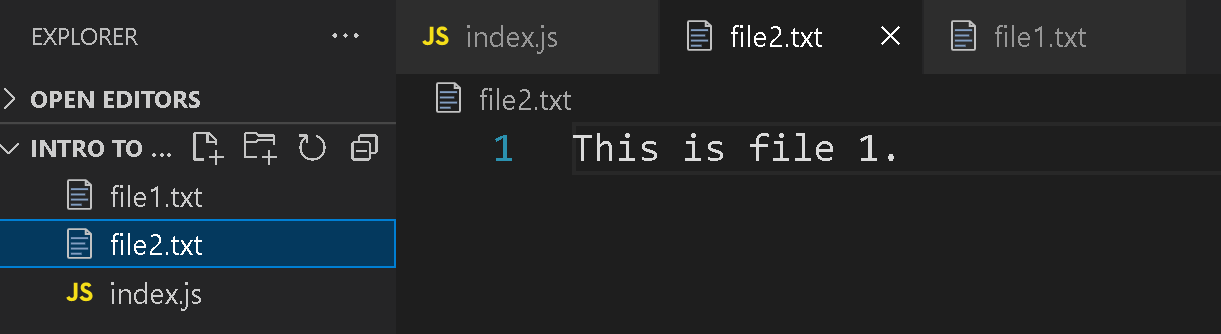 EXPLORER ...
OPEN EDITORS
INTRO TO ...
file1.txt
file2.txt
JS index.js
JS index.js file2.txt file1.txt
file2.txt
1 This is file 1.